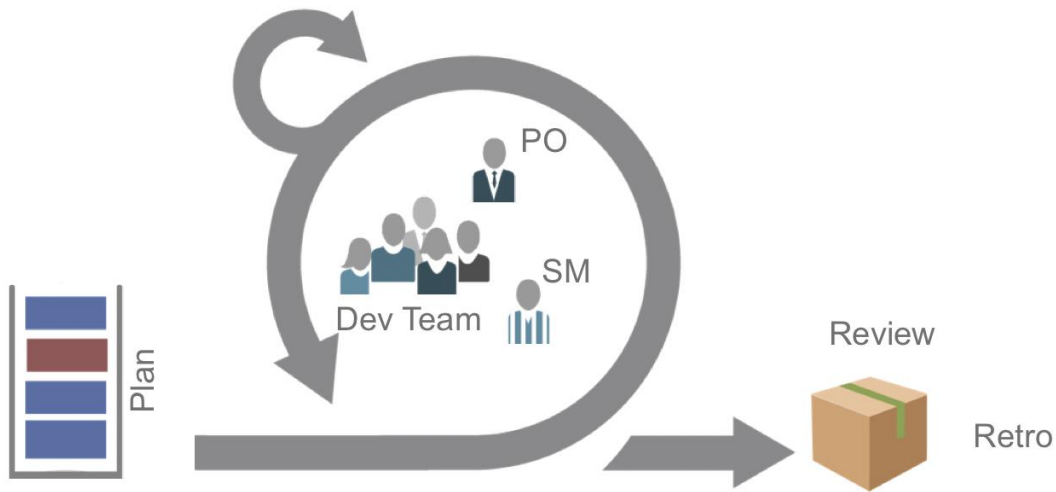 PO
SM
Dev Team
Plan
Review
Retro